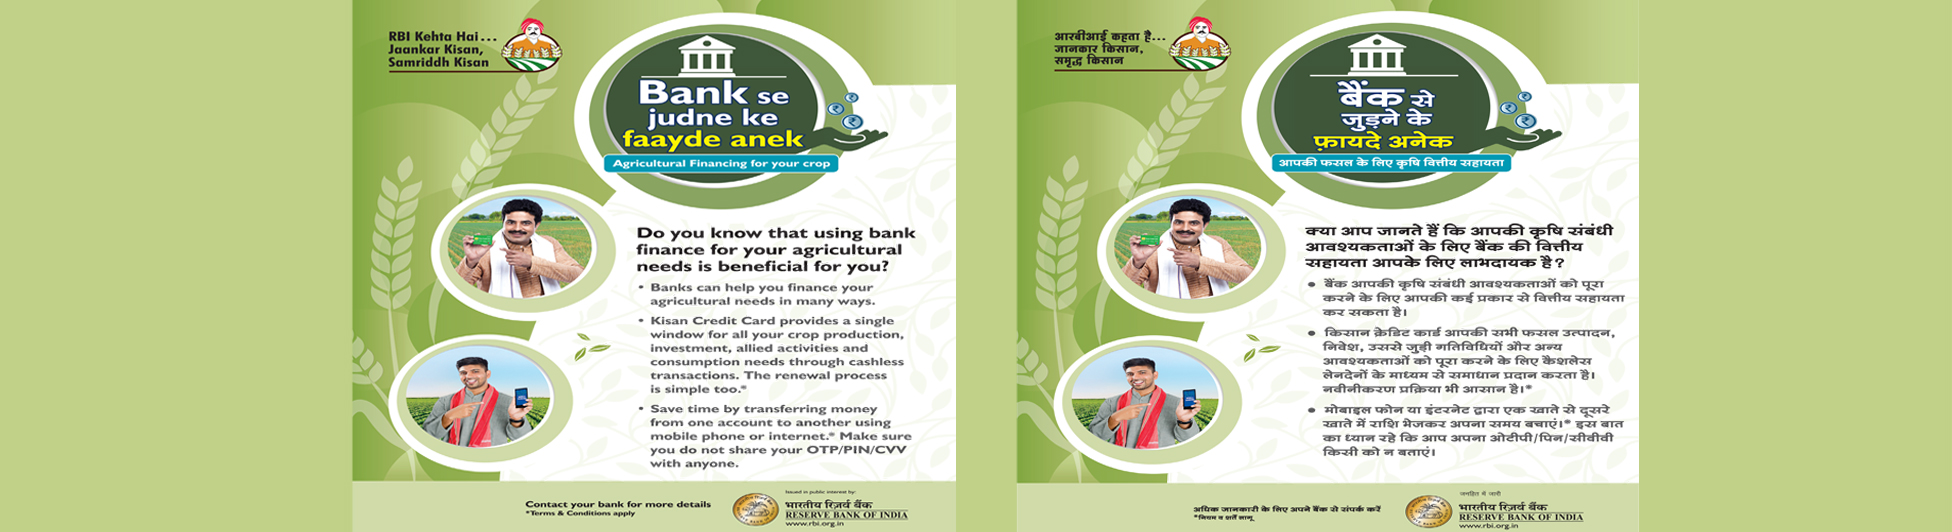 RBI Kehta Hai...
Jaankar Kisan,
Samriddh Kisan
Bank se
judne ke
faayde anek
Agricultural Financing for your crop
Do you know that using bank
finance for your agricultural
needs is beneficial for you?
• Banks can help you finance your
agricultural needs in many ways.
• Kisan Credit Card provides a single
window for all your crop production,
investment, allied activities and
consumption needs through cashless
transactions. The renewal process
is simple too.*
• Save time by transferring money
from one account to another using
mobile phone or internet.* Make sure
you do not share your OTP/PIN/CVV
with anyone.
Contact your bank for more details
*Terms & Conditions apply
Issued in public interest by:
भारतीय रिज़र्व बैंक
RESERVE BANK OF INDIA
www.rbi.org.in
आरबीआई कहता है...
जानकार किसान,
समृद्ध किसान
बैंक से
जुड़ने के
फ़ायदे अनेक
आपकी फसल के लिए कृषि वित्तीय सहायता
क्या आप जानते हैं कि आपकी कृषि संबंधी
आवश्यकताओं के लिए बैंक की वित्तीय
सहायता आपके लिए लाभदायक है?
• बैंक आपकी कृषि संबंधी आवश्यकताओं को पूरा
करने के लिए आपकी कई प्रकार से वित्तीय सहायता
कर सकता है।
• किसान क्रेडिट कार्ड आपकी सभी फसल उत्पादन,
निवेश, उससे जुड़ी गतिविधियों और अन्य
आवश्यकताओं को पूरा करने के लिए कैशलेस
लेनदेनों के माध्यम से समाधान प्रदान करता है।
नवीनीकरण प्रक्रिया भी आसान है।*
• मोबाइल फोन या इंटरनेट द्वारा एक खाते से दूसरे
खाते में राशि भेजकर अपना समय बचाएं।* इस बात
का ध्यान रहे कि आप अपना ओटीपी/पिन/सीवीवी
किसी को न बताएं।
अधिक जानकारी के लिए अपने बैंक से संपर्क करें
*नियम व शर्तें लागू
जनहित में जारी
भारतीय रिज़र्व बैंक
RESERVE BANK OF INDIA
www.rbi.org.in